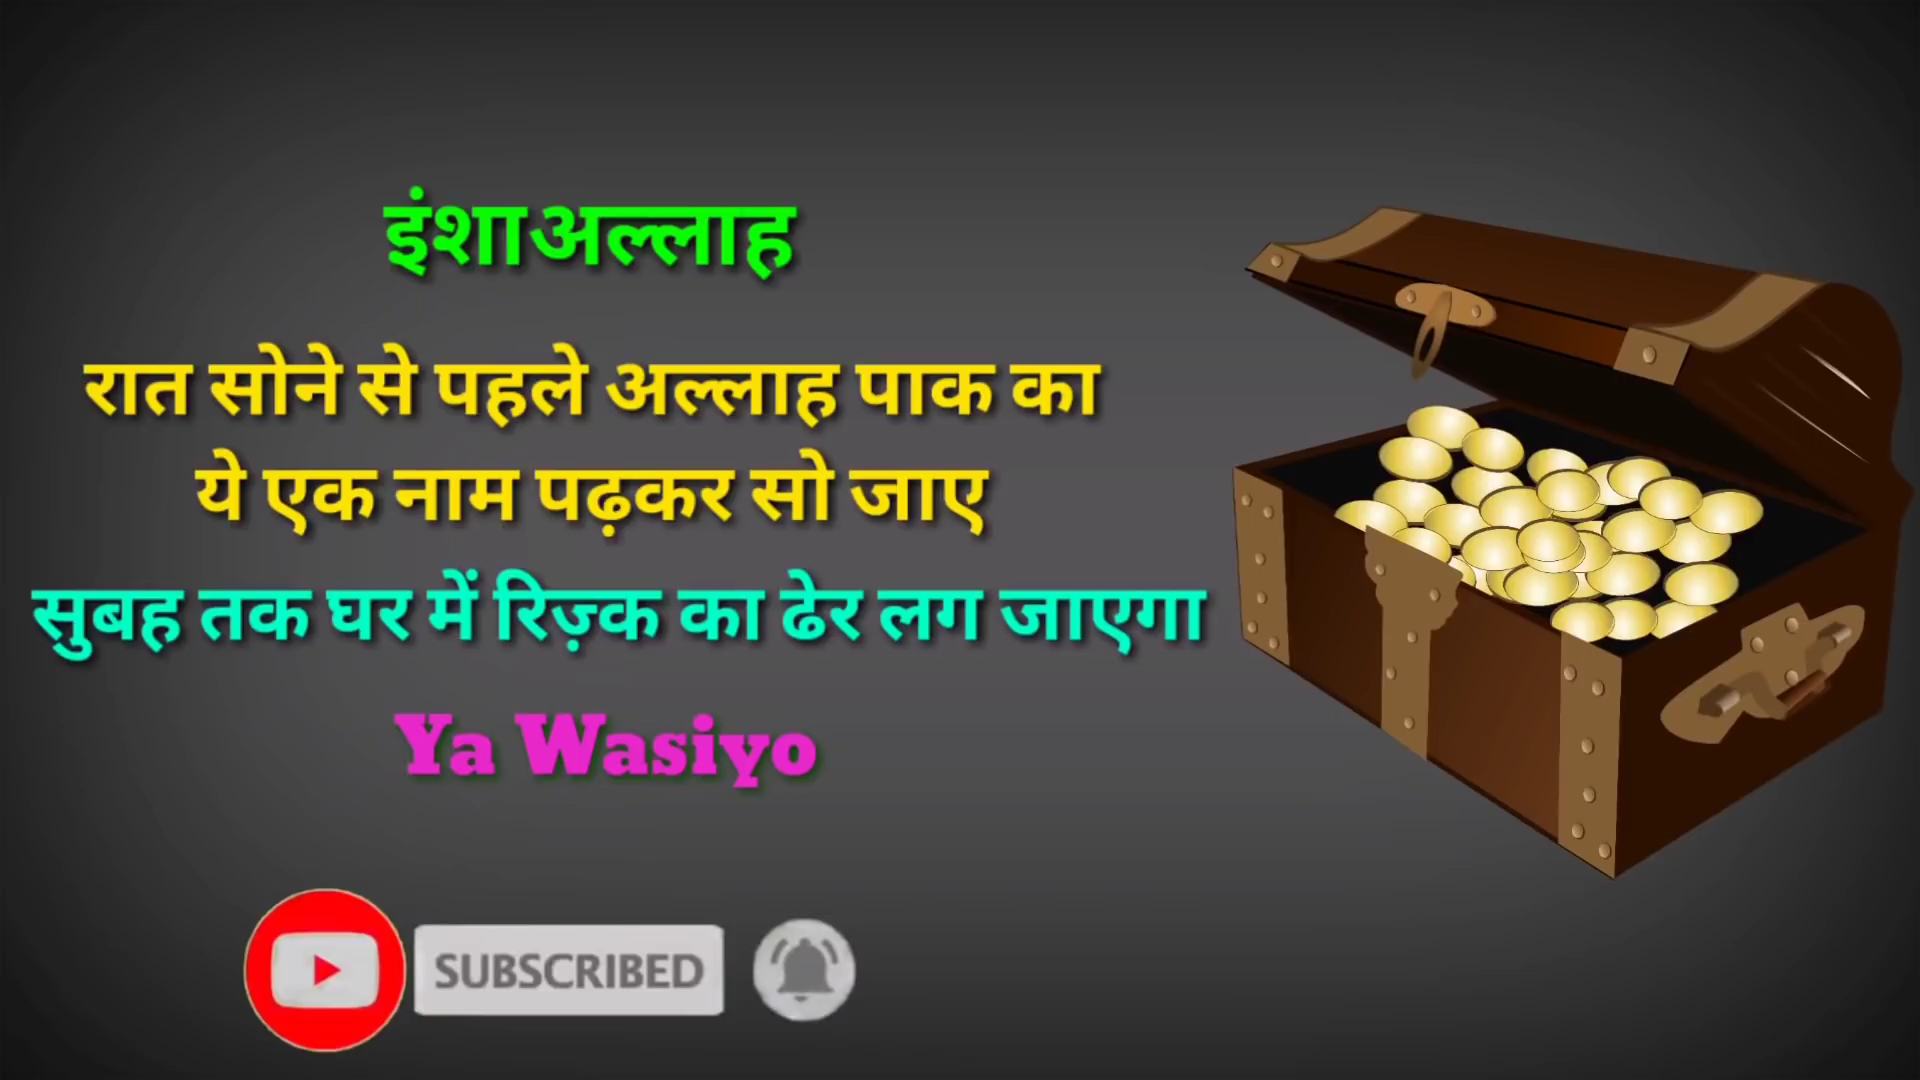 इंशाअल्लाह
रात सोने से पहले अल्लाह पाक का
ये एक नाम पढ़कर सो जाए
सुबह तक घर में रिज़्क का ढेर लग जाएगा
Ya Wasiyo
SUBSCRIBED